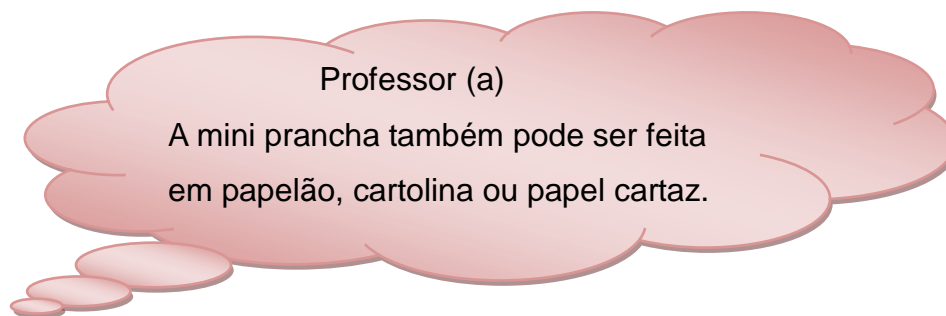 Professor (a)
A mini prancha também pode ser feita
em papelão, cartolina ou papel cartaz.